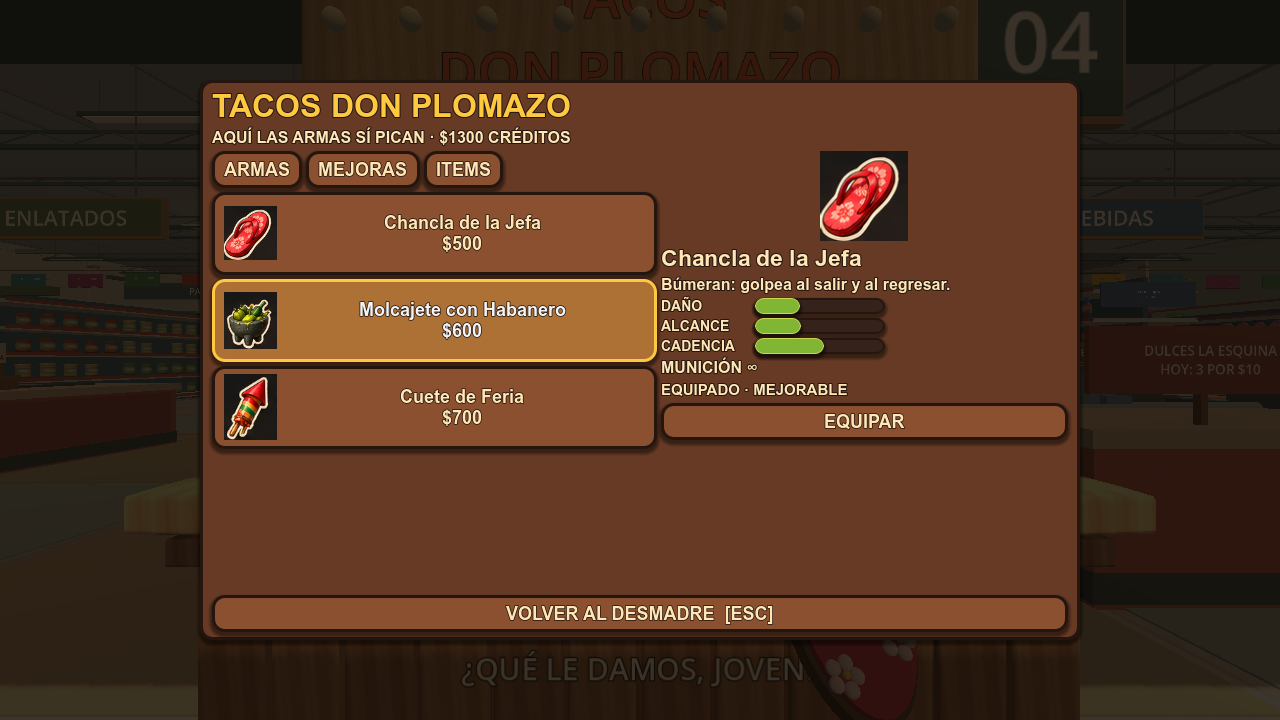 TACOS
DON PLOMAZO
04
TACOS DON PLOMAZO
AQUÍ LAS ARMAS SÍ PICAN · $1300 CRÉDITOS
ARMAS MEJORAS ITEMS
Chancla de la Jefa
$500
Molcajete con Habanero
$600
Cuete de Feria
$700
Chancla de la Jefa
Búmeran: golpea al salir y al regresar.
DAÑO
ALCANCE
CADENCIA
MUNICIÓN ∞
EQUIPADO · MEJORABLE
EQUIPAR
VOLVER AL DESMADRE [ESC]
ENLATADOS
EBIDAS
DULCES LA ESQUINA
HOY: 3 POR $10
¿QUÉ LE DAMOS, JOVEN